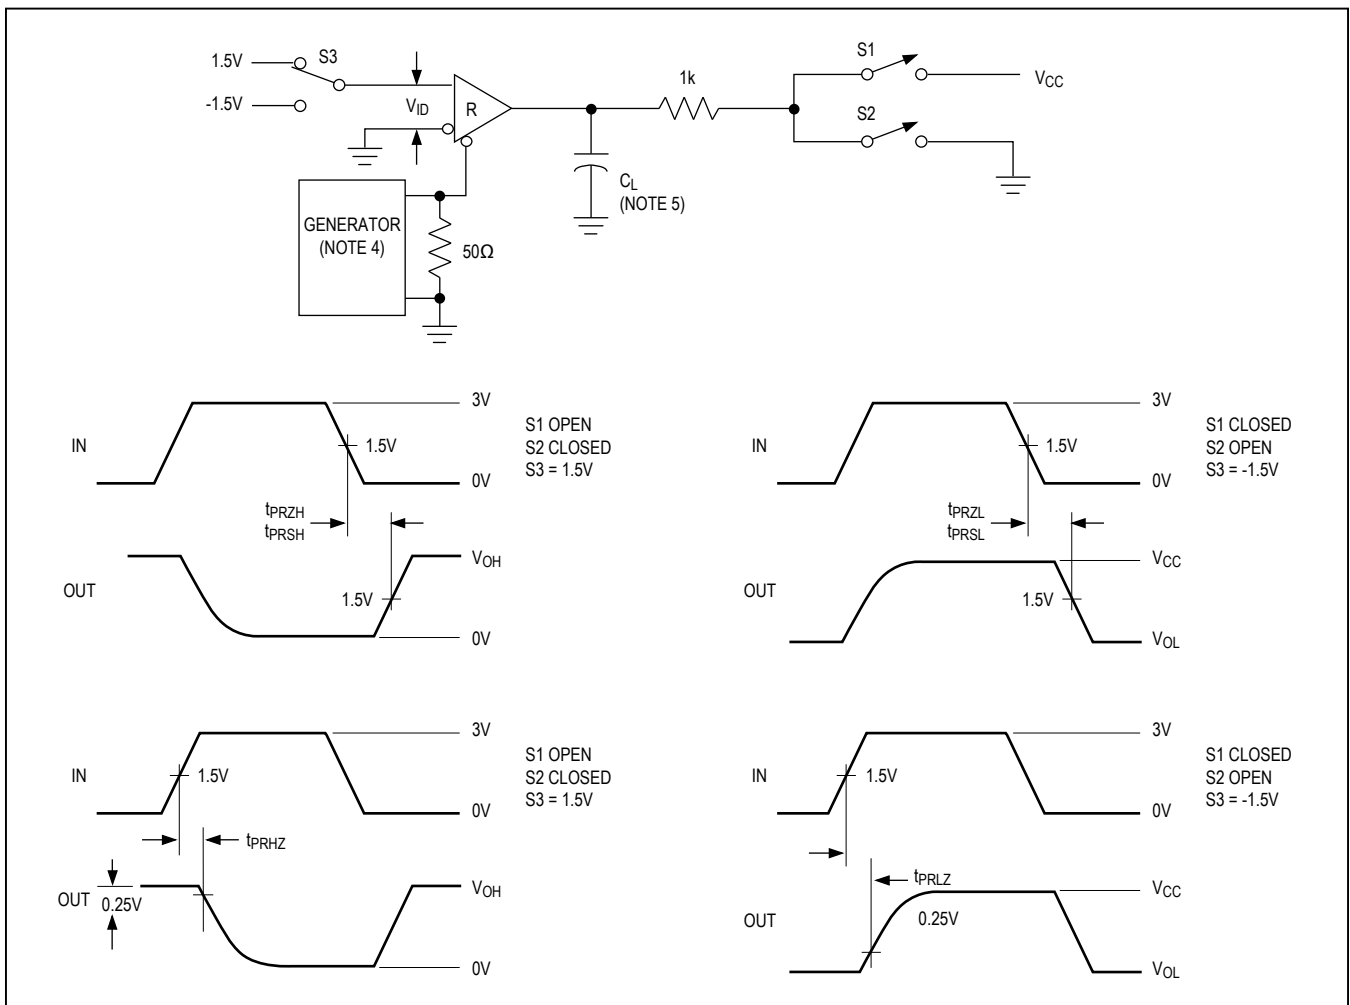 1.5V
S3
-1.5V
VID
R
1k
S1
VCC
S2
CL
(NOTE 5)
GENERATOR
(NOTE 4)
50Ω
IN
3V
1.5V
0V
S1 OPEN
S2 CLOSED
S3 = 1.5V
tPRZH
tPRSH
OUT
VOH
1.5V
0V
IN
3V
1.5V
0V
S1 CLOSED
S2 OPEN
S3 = -1.5V
tPRZL
tPRSL
OUT
VCC
1.5V
VOL
IN
3V
1.5V
0V
S1 OPEN
S2 CLOSED
S3 = 1.5V
tPRHZ
OUT
0.25V
VOH
0V
IN
3V
1.5V
0V
S1 CLOSED
S2 OPEN
S3 = -1.5V
tPRLZ
OUT
0.25V
VCC
VOL